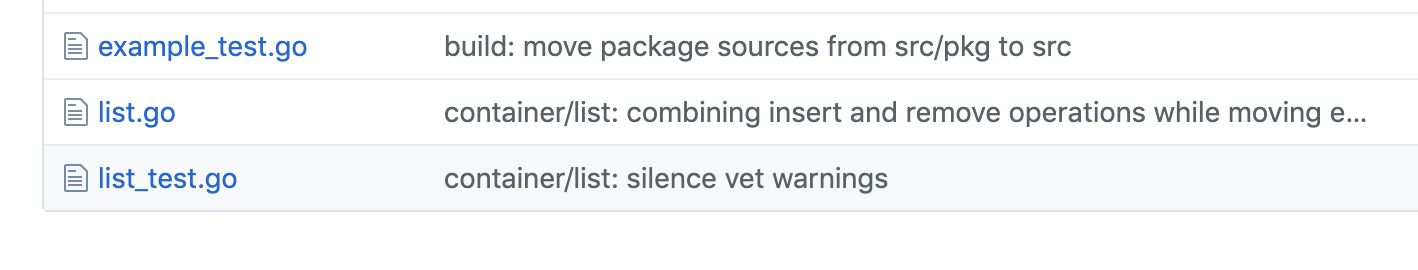 example_test.go build: move package sources from src/pkg to src
list.go container/list: combining insert and remove operations while moving e...
list_test.go container/list: silence vet warnings